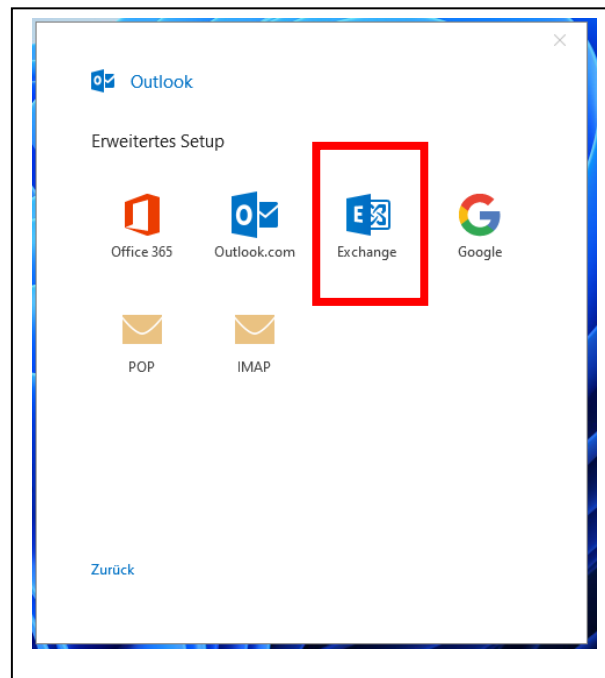 Outlook
Erweitertes Setup
Office 365 Outlook.com Exchange Google
POP IMAP
Zurück